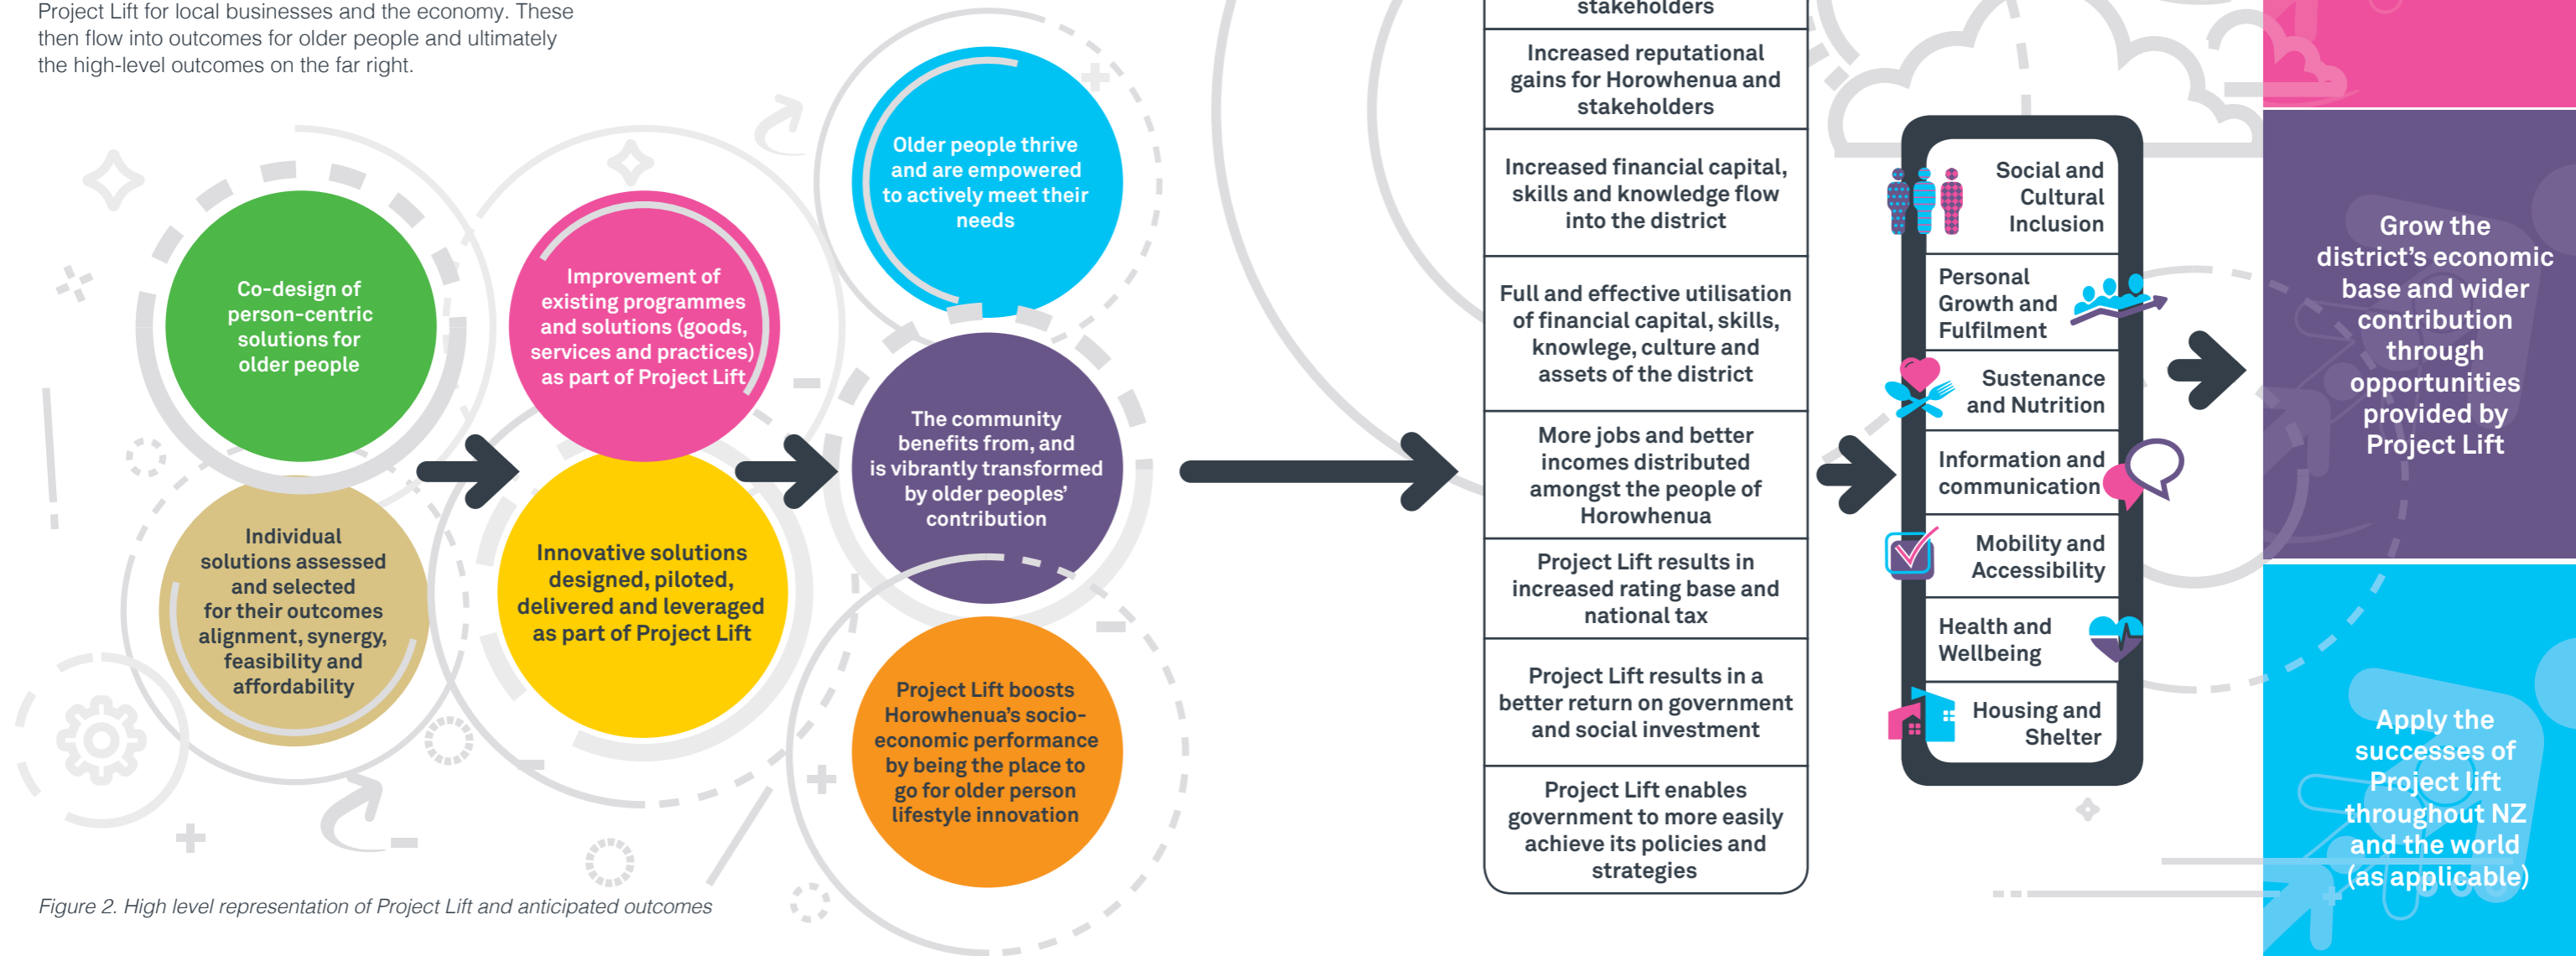 Project Lift for local businesses and the economy. These
then flow into outcomes for older people and ultimately
the high-level outcomes on the far right.
Co-design of
person-centric
solutions for
older people
Individual
solutions assessed
and selected
for their outcomes
alignment, synergy,
feasibility and
affordability
Improvement of
existing programmes
and solutions (goods,
services and practices)
as part of Project Lift
Innovative solutions
designed, piloted,
delivered and leveraged
as part of Project Lift
Older people thrive
and are empowered
to actively meet their
needs
The community
benefits from, and
is vibrantly transformed
by older peoples'
contribution
Project Lift boosts
Horowhenua's socio-
economic performance
by being the place to
go for older person
lifestyle innovation
stakeholders
Increased reputational
gains for Horowhenua and
stakeholders
Increased financial capital,
skills and knowledge flow
into the district
Full and effective utilisation
of financial capital, skills,
knowlege, culture and
assets of the district
More jobs and better
incomes distributed
amongst the people of
Horowhenua
Project Lift results in
increased rating base and
national tax
Project Lift results in a
better return on government
and social investment
Project Lift enables
government to more easily
achieve its policies and
strategies
Social and
Cultural
Inclusion
Personal
Growth and
Fulfilment
Sustenance
and Nutrition
Information and
communication
Mobility and
Accessibility
Health and
Wellbeing
Housing and
Shelter
Grow the
district's economic
base and wider
contribution
through
opportunities
provided by
Project Lift
Apply the
successes of
Project lift
throughout NZ
and the world
(as applicable)
Figure 2. High level representation of Project Lift and anticipated outcomes